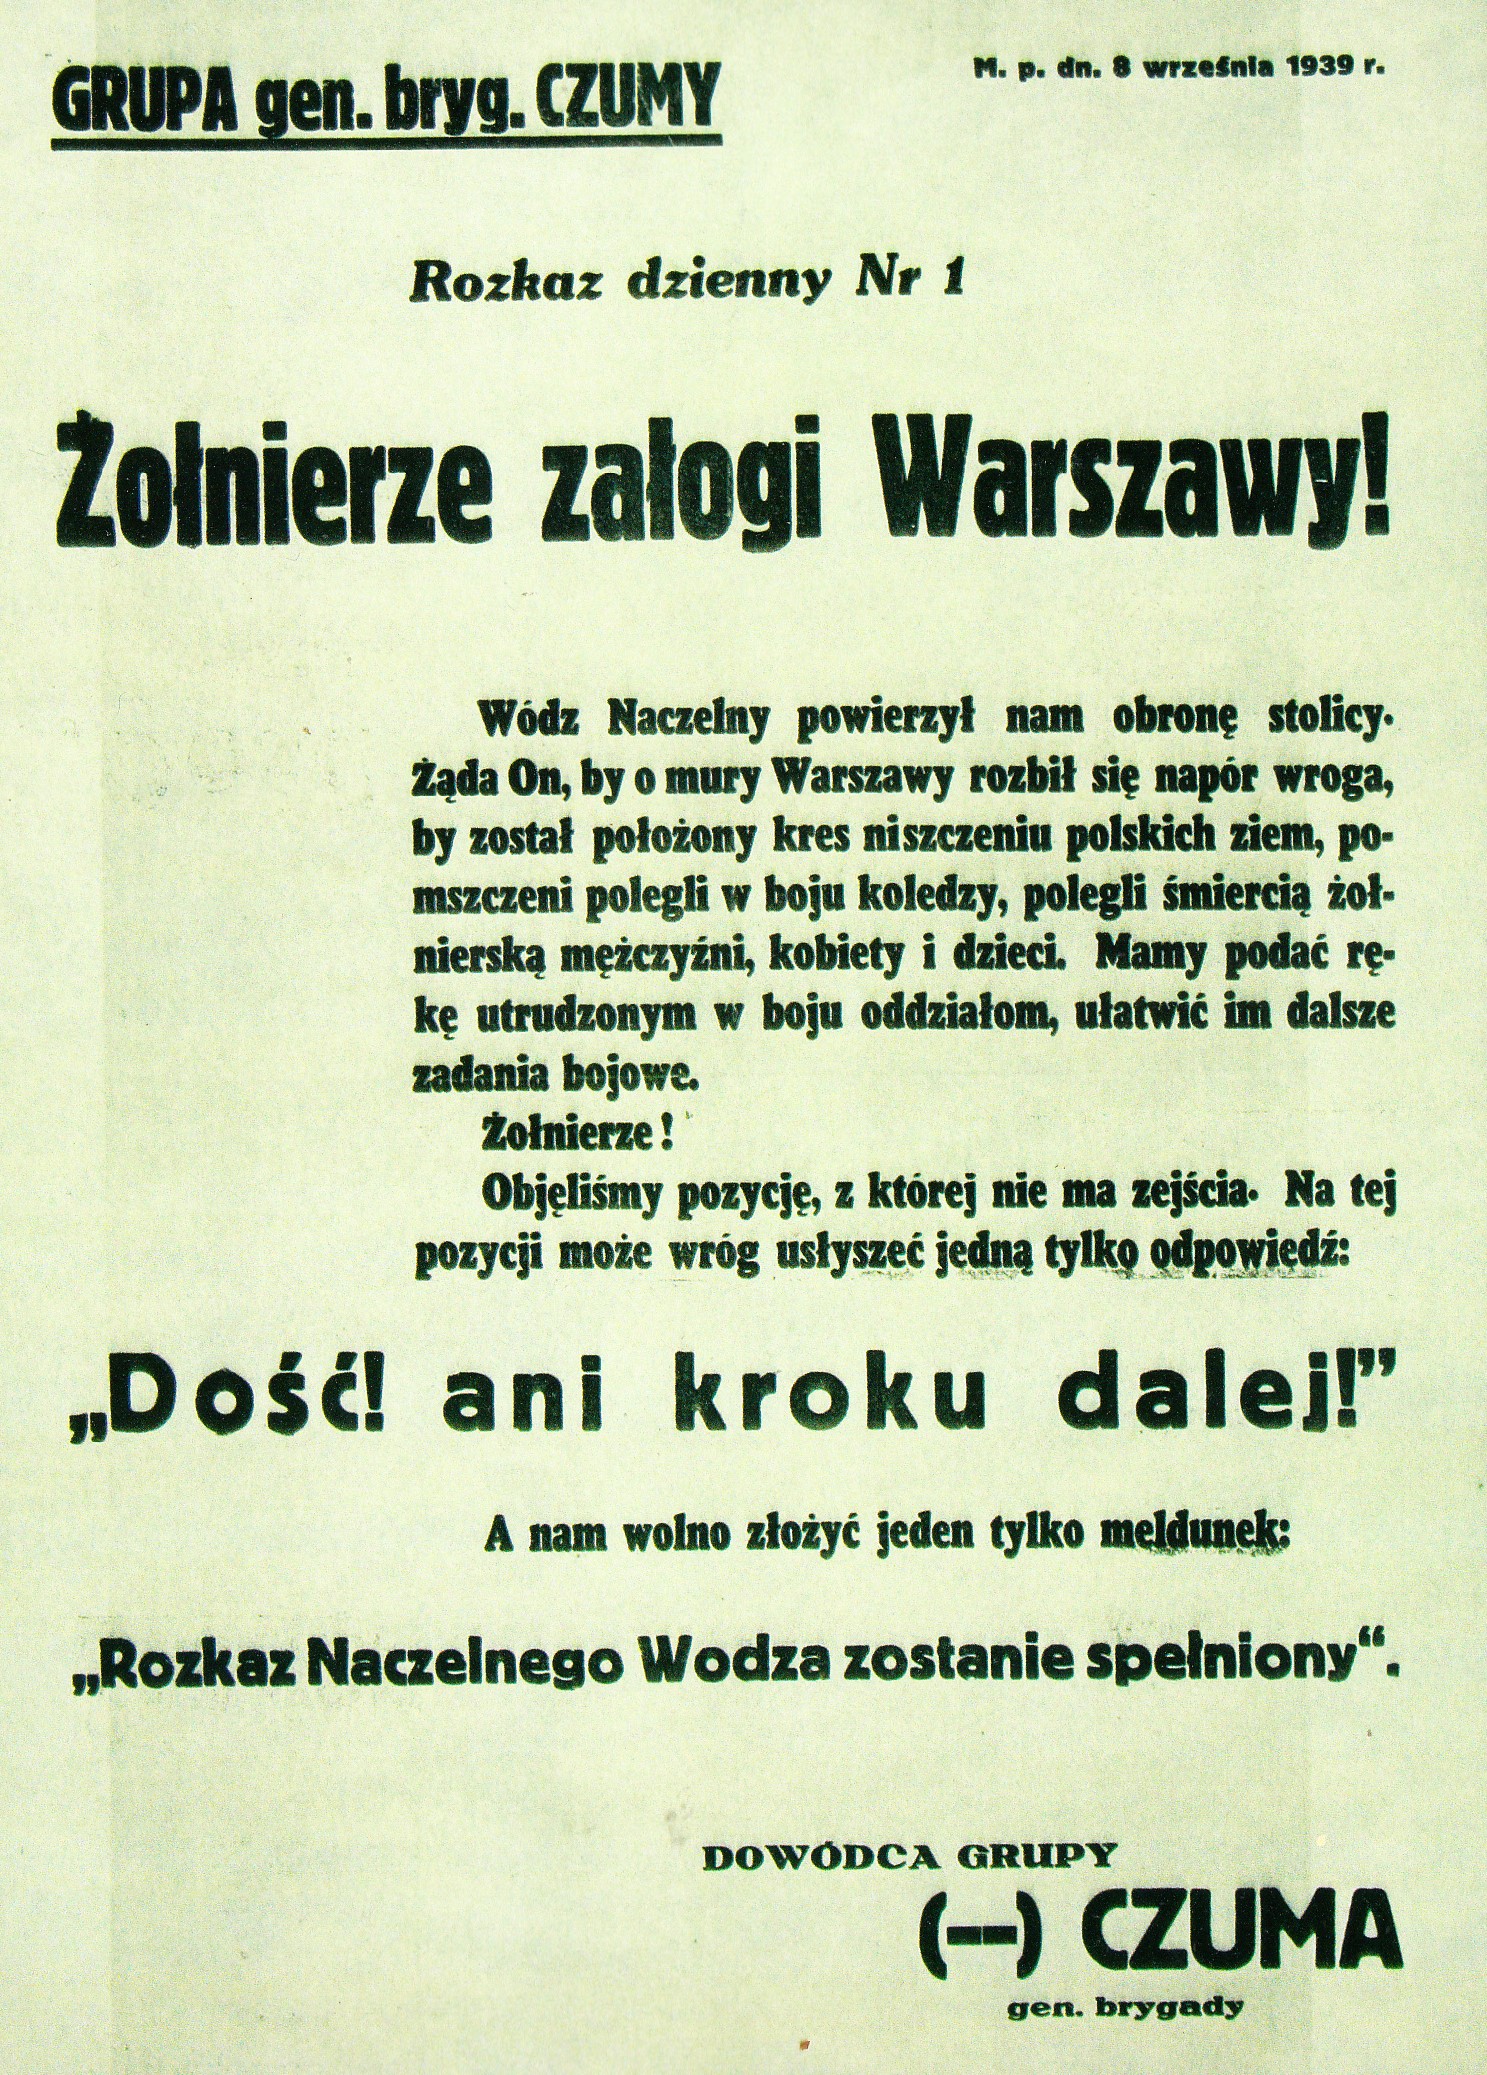 GRUPA gen. bryg. CZUMY
M. p. dn. 8 września 1939 r.
Rozkaz dzienny Nr 1
Żołnierze załogi Warszawy!
Wódz Naczelny powierzył nam obronę stolicy.
Żąda On, by o mury Warszawy rozbił się napór wroga,
by został położony kres niszczeniu polskich ziem, po-
mszczeni polegli w boju koledzy, polegli śmiercią żoł-
nierską mężczyźni, kobiety i dzieci. Mamy podać rę-
kę utrudzonym w boju oddziałom, ułatwić im dalsze
zadania bojowe.
Żołnierze!
Objęliśmy pozycję, z której nie ma zejścia. Na tej
pozycji może wróg usłyszeć jedną tylko odpowiedź:
„Dość! ani kroku dalej!”
A nam wolno złożyć jeden tylko meldunek:
„Rozkaz Naczelnego Wodza zostanie spełniony“.
DOWÓDCA GRUPY
(—) CZUMA
gen. brygady